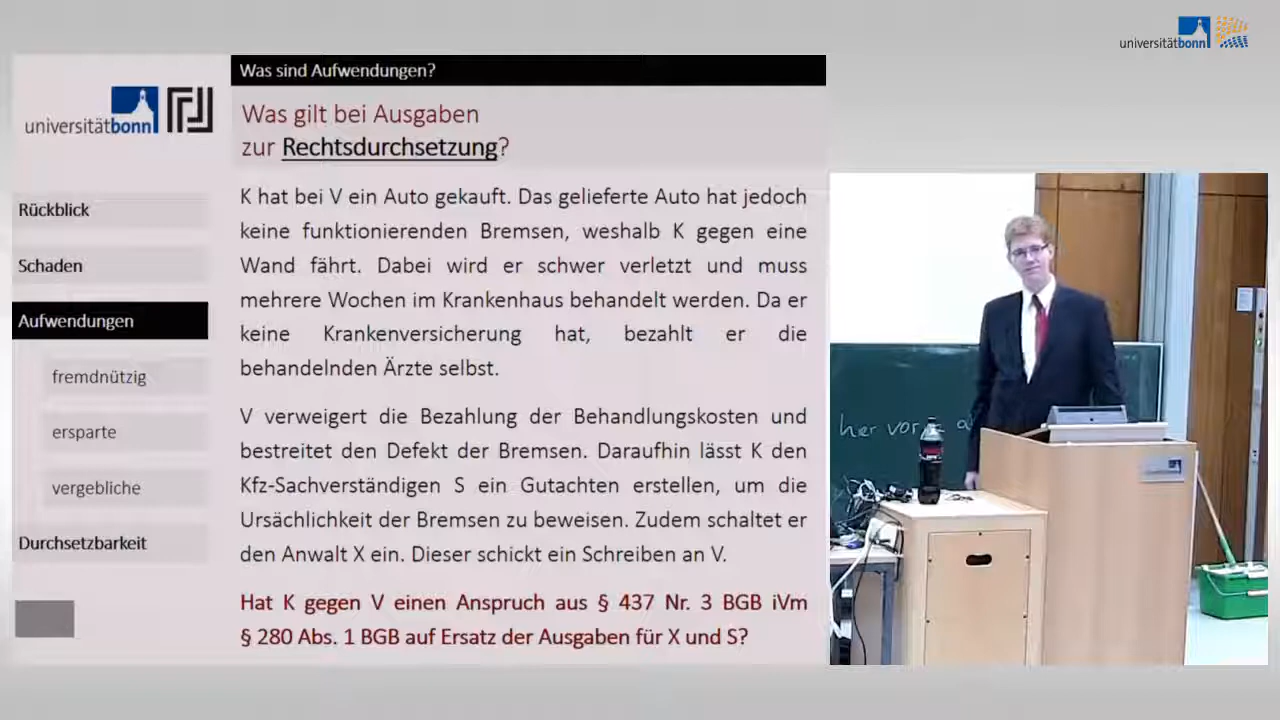 universitätbonn
Was sind Aufwendungen?
universitätbonn
Was gilt bei Ausgaben
zur Rechtsdurchsetzung?
Rückblick
Schaden
Aufwendungen
fremdnützig
ersparte
vergebliche
Durchsetzbarkeit
K hat bei V ein Auto gekauft. Das gelieferte Auto hat jedoch
keine funktionierenden Bremsen, weshalb K gegen eine
Wand fährt. Dabei wird er schwer verletzt und muss
mehrere Wochen im Krankenhaus behandelt werden. Da er
keine Krankenversicherung hat, bezahlt er die
behandelnden Ärzte selbst.
V verweigert die Bezahlung der Behandlungskosten und
bestreitet den Defekt der Bremsen. Daraufhin lässt K den
Kfz-Sachverständigen S ein Gutachten erstellen, um die
Ursächlichkeit der Bremsen zu beweisen. Zudem schaltet er
den Anwalt X ein. Dieser schickt ein Schreiben an V.
Hat K gegen V einen Anspruch aus § 437 Nr. 3 BGB iVm
§ 280 Abs. 1 BGB auf Ersatz der Ausgaben für X und S?
hier vor